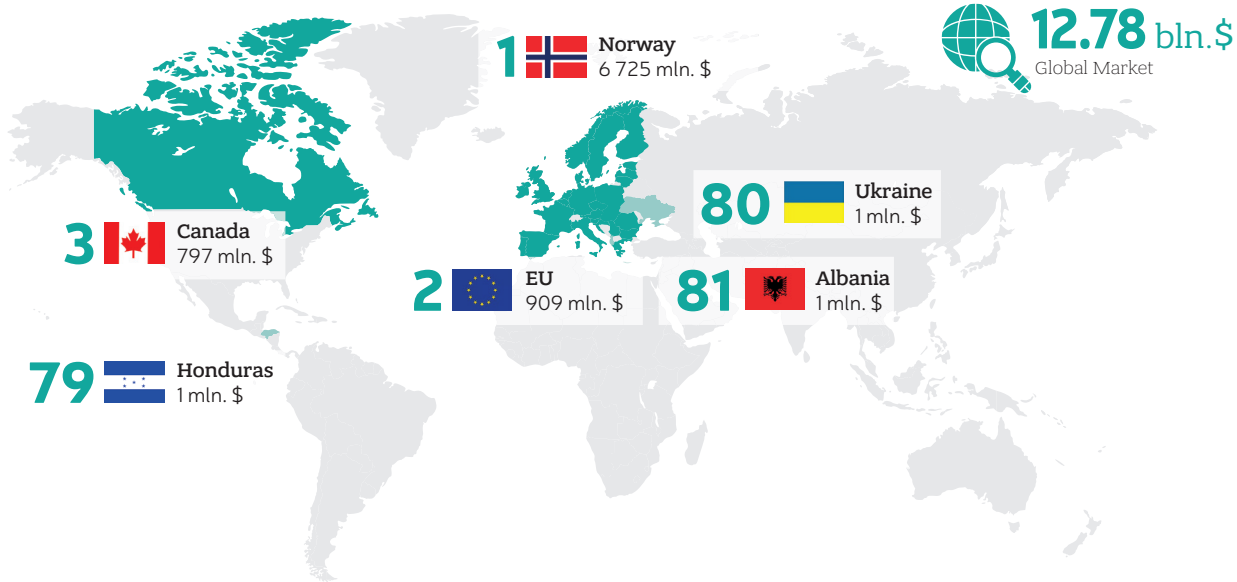 12.78 bln.$
Global Market
1
Norway
6 725 mln. $
80
Ukraine
1 mln. $
3
Canada
797 mln. $
2
EU
909 mln. $
81
Albania
1 mln. $
79
Honduras
1 mln. $